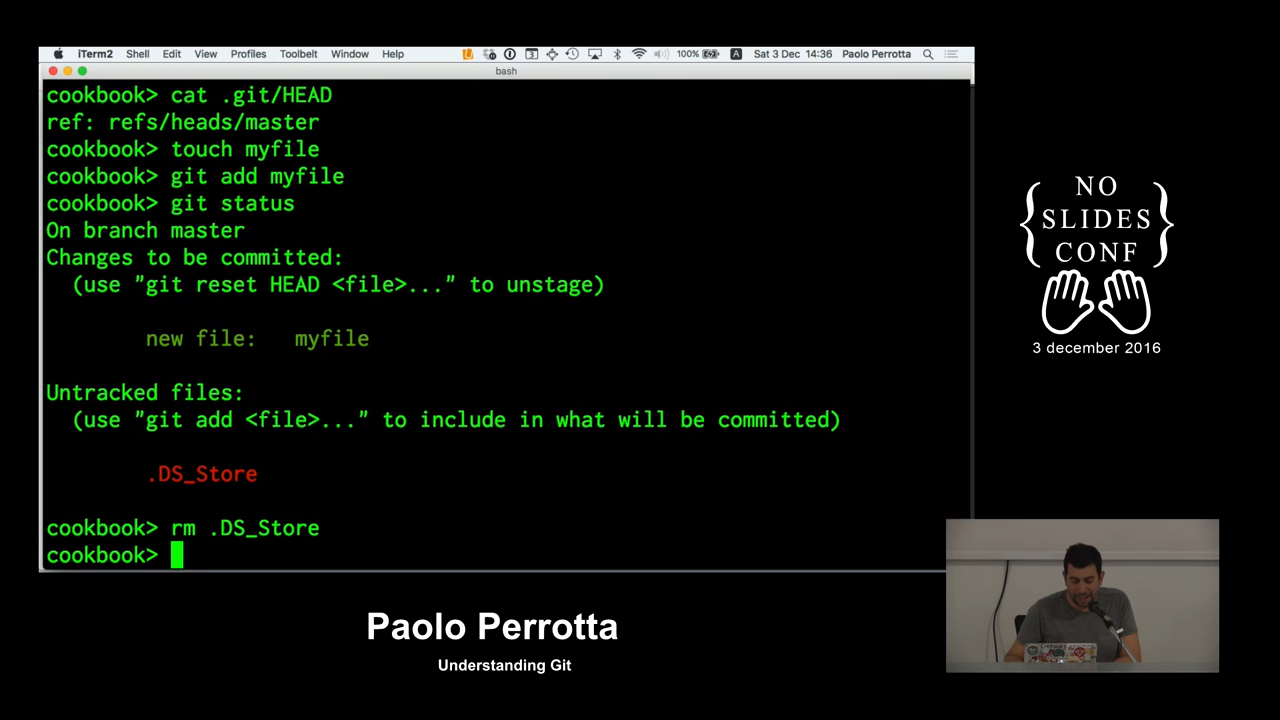 iTerm2 Shell Edit View Profiles Toolbelt Window Help 100% A Sat 3 Dec 14:36 Paolo Perrotta
bash
cookbook> cat .git/HEAD
ref: refs/heads/master
cookbook> touch myfile
cookbook> git add myfile
cookbook> git status
On branch master
Changes to be committed:
(use "git reset HEAD <file>..." to unstage)
new file: myfile
Untracked files:
(use "git add <file>..." to include in what will be committed)
.DS_Store
cookbook> rm .DS_Store
cookbook>
NO
SLIDES
CONF
3 december 2016
Paolo Perrotta
Understanding Git